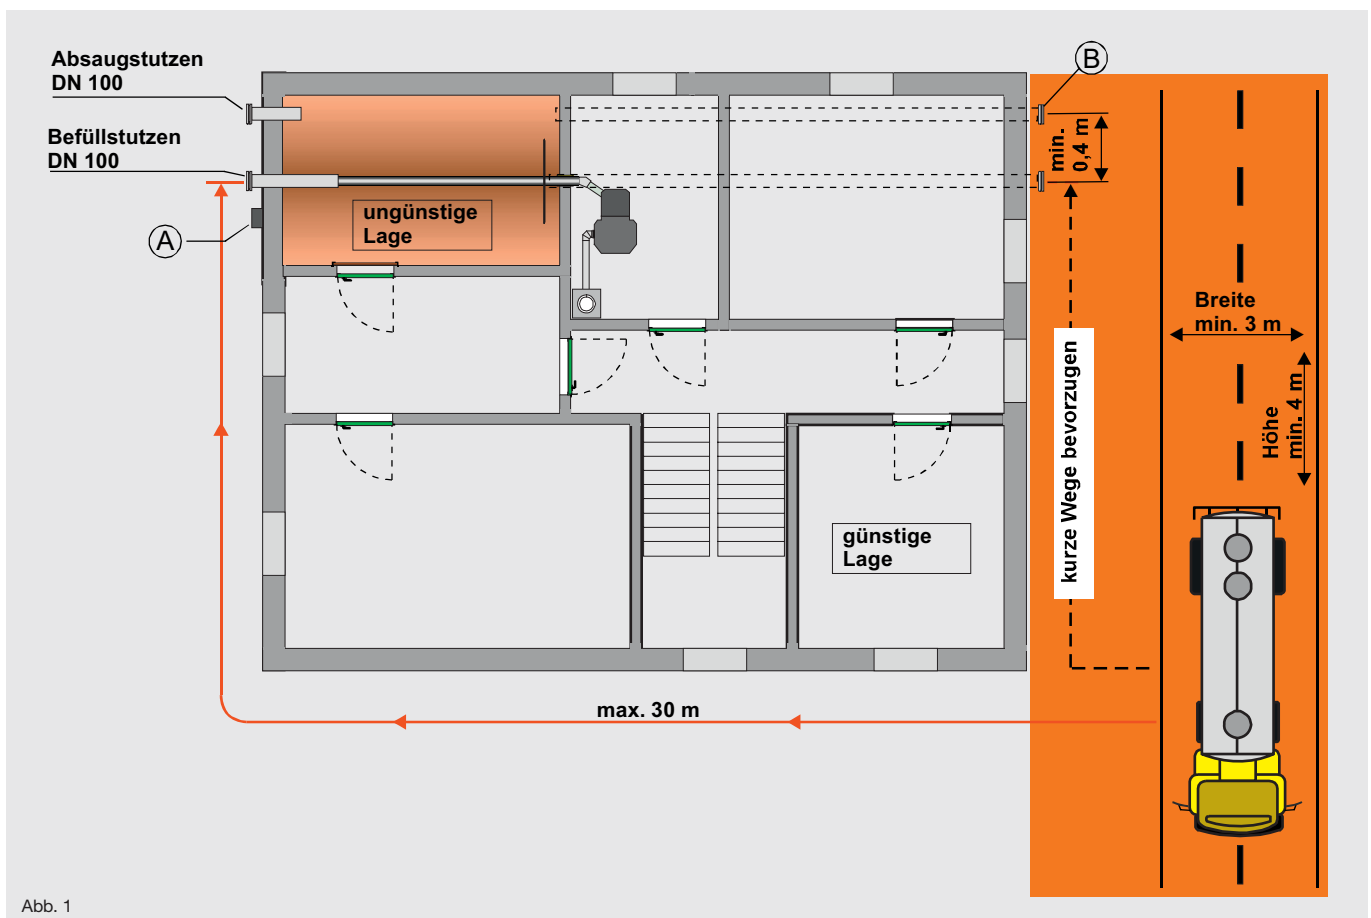 Absaugstutzen
DN 100
Befüllstutzen
DN 100
A
B
min.
0,4 m
ungünstige
Lage
Breite
min. 3 m
Höhe
min. 4 m
kurze Wege bevorzugen
günstige
Lage
max. 30 m
Abb. 1